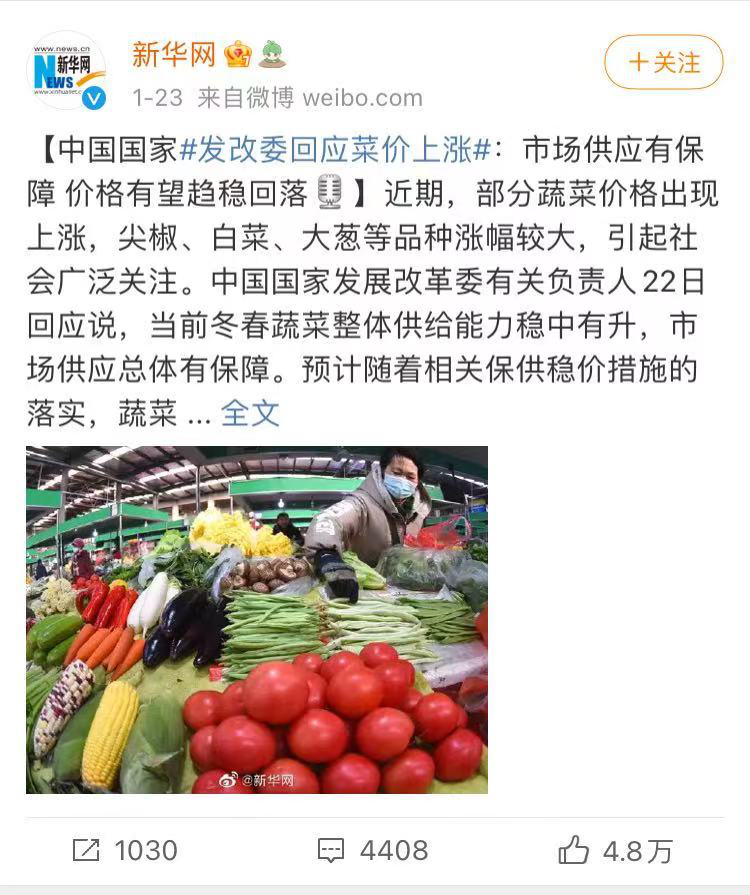 www.news.cn
新华网
NEWS
www.xinhuanet.com
新华网
+关注
1-23 来自微博 weibo.com
【中国国家#发改委回应菜价上涨#：市场供应有保
障 价格有望趋稳回落🎙】近期，部分蔬菜价格出现
上涨，尖椒、白菜、大葱等品种涨幅较大，引起社
会广泛关注。中国国家发展改革委有关负责人22日
回应说，当前冬春蔬菜整体供给能力稳中有升，市
场供应总体有保障。预计随着相关保供稳价措施的
落实，蔬菜 ... 全文
@新华网
1030
4408
4.8万